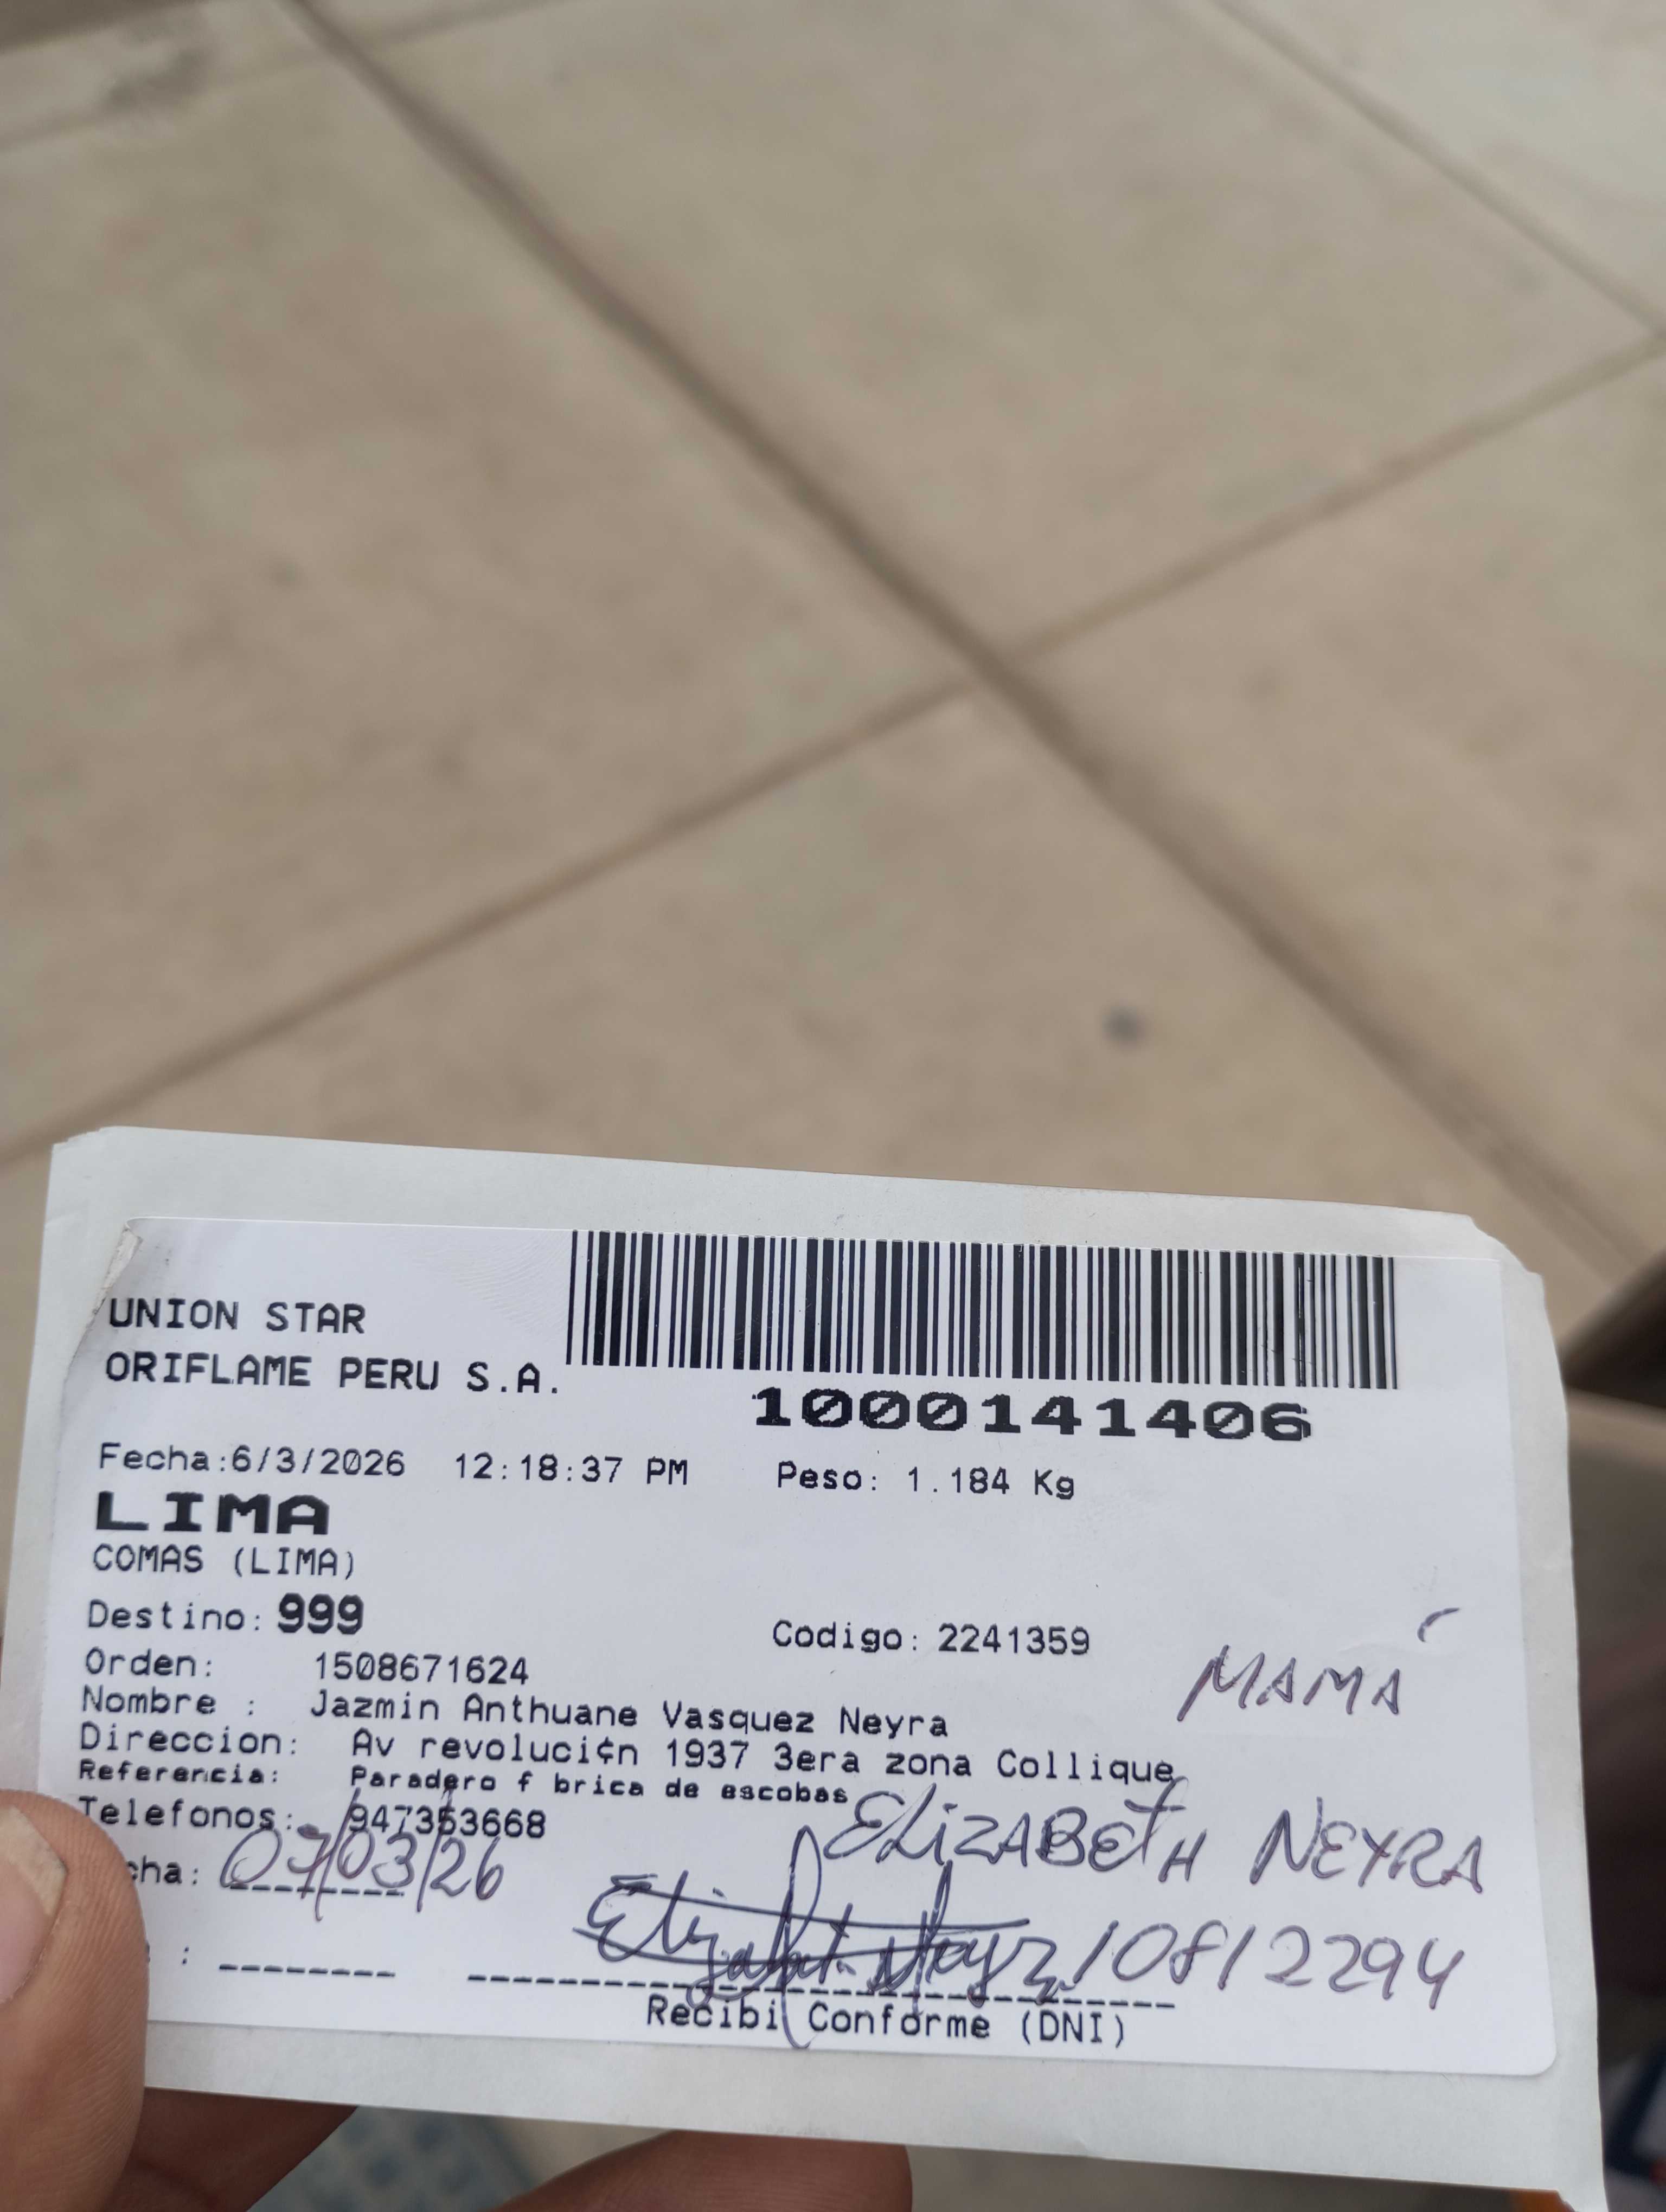 UNION STAR
ORIFLAME PERU S.A.
1000141406
Fecha:6/3/2026 12:18:37 PM Peso: 1.184 Kg
LIMA
COMAS (LIMA)
Destino: 999 Codigo: 2241359
Orden: 1508671624
MAMÁ
Nombre : Jazmin Anthuane Vasquez Neyra
Direccion: Av revoluci¢n 1937 3era zona Collique
Referencia: Paradero f brica de escobas
Telefonos: 947353668
ELIZABETH NEYRA
cha: 07/03/26
10812294
Recibi Conforme (DNI)